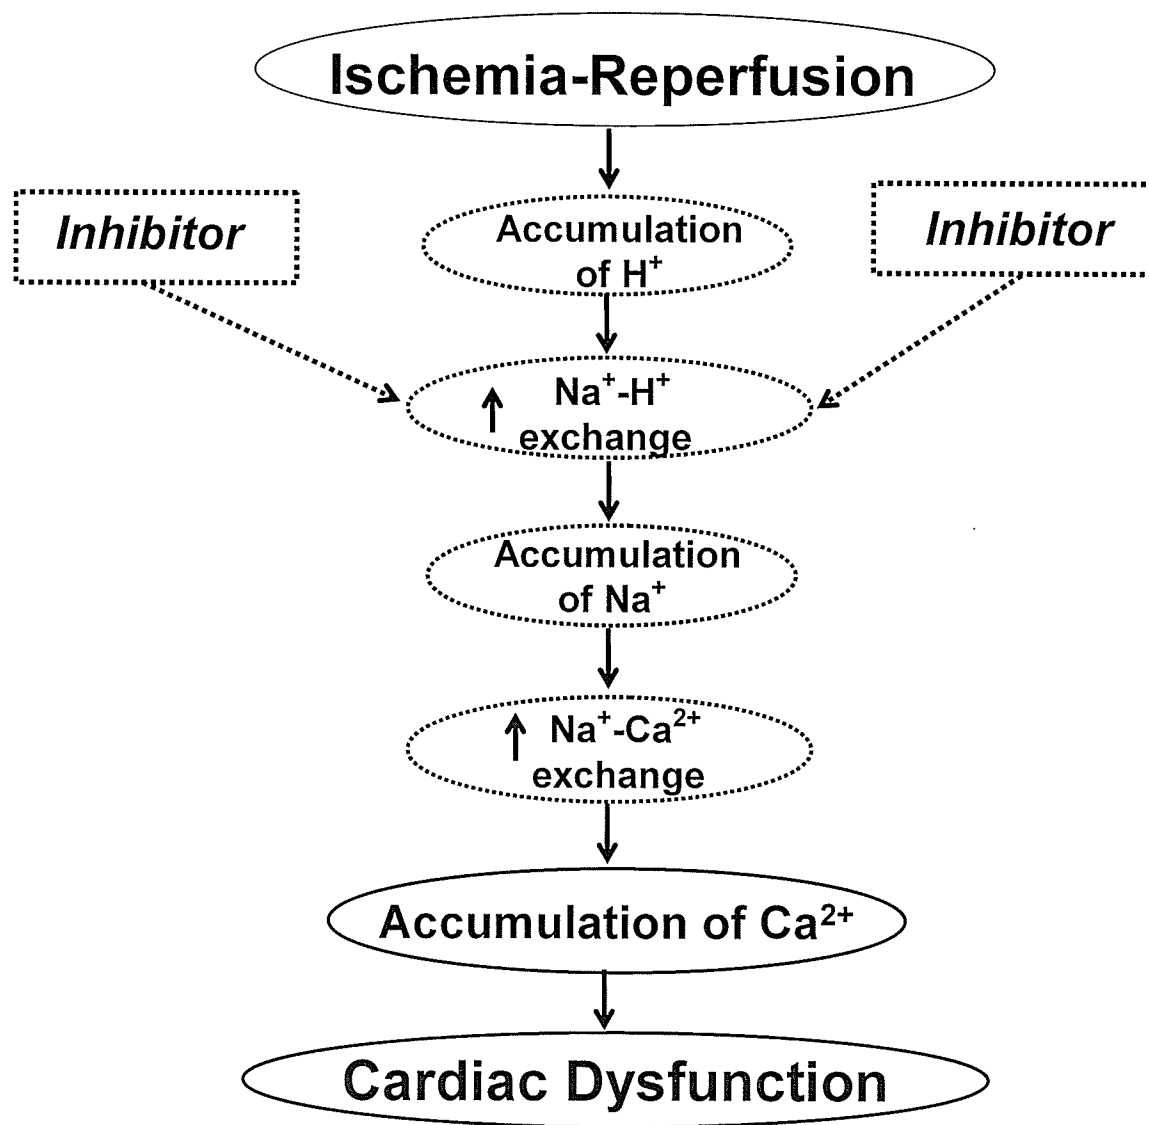 Ischemia-Reperfusion
Inhibitor
Inhibitor
Accumulation
of H⁺
↑ Na⁺-H⁺
exchange
Accumulation
of Na⁺
↑ Na⁺-Ca²⁺
exchange
Accumulation of Ca²⁺
Cardiac Dysfunction